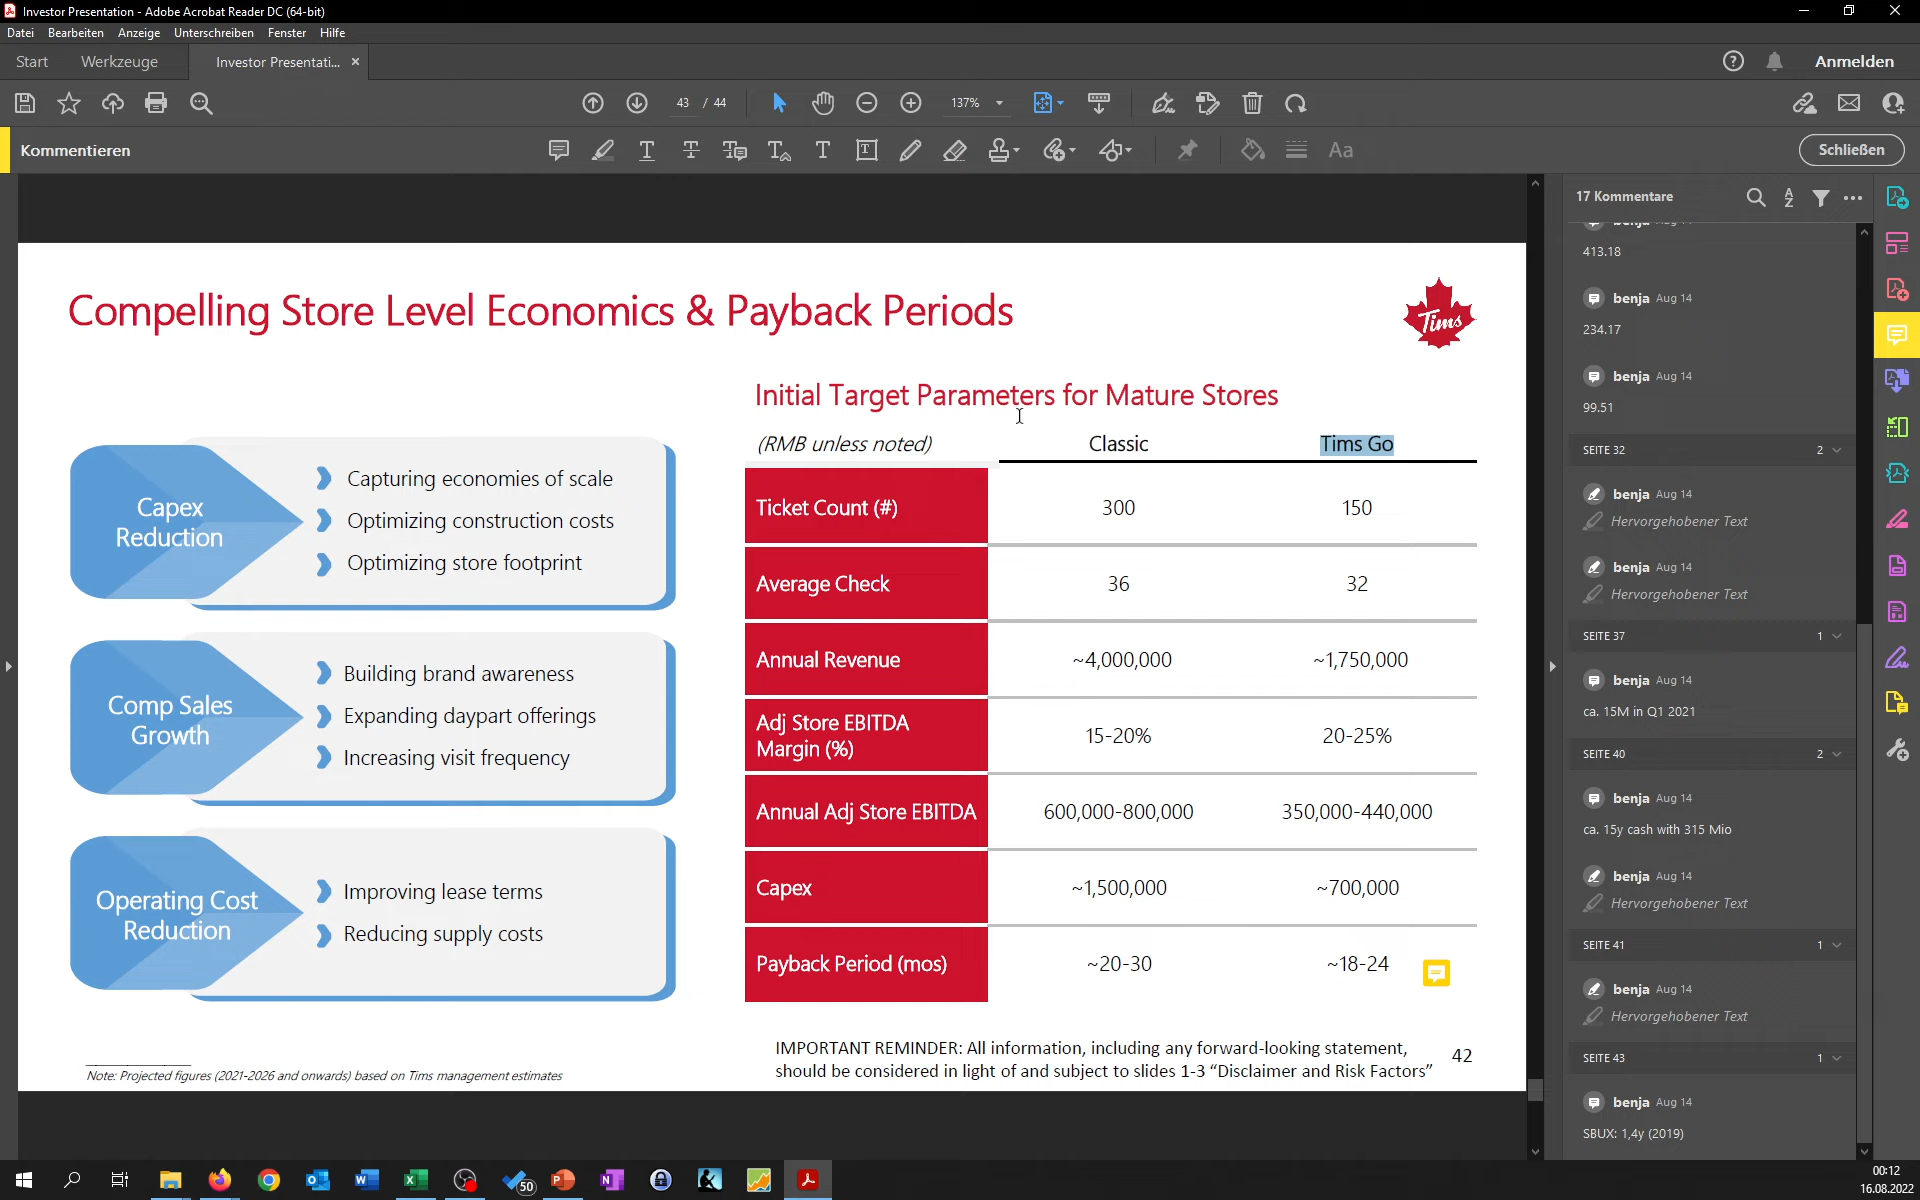 Investor Presentation - Adobe Acrobat Reader DC (64-bit)
Datei Bearbeiten Anzeige Unterschreiben Fenster Hilfe
Start Werkzeuge Investor Presentati... × Anmelden
43 / 44 137%
Kommentieren Schließen
17 Kommentare
413.18
benja Aug 14
234.17
benja Aug 14
99.51
SEITE 32 2
benja Aug 14
Hervorgehobener Text
benja Aug 14
Hervorgehobener Text
SEITE 37 1
benja Aug 14
ca. 15M in Q1 2021
SEITE 40 2
benja Aug 14
ca. 15y cash with 315 Mio
benja Aug 14
Hervorgehobener Text
SEITE 41 1
benja Aug 14
Hervorgehobener Text
SEITE 43 1
benja Aug 14
SBUX: 1,4y (2019)
Compelling Store Level Economics & Payback Periods
Tims
Capex
Reduction
Capturing economies of scale
Optimizing construction costs
Optimizing store footprint
Comp Sales
Growth
Building brand awareness
Expanding daypart offerings
Increasing visit frequency
Operating Cost
Reduction
Improving lease terms
Reducing supply costs
Initial Target Parameters for Mature Stores
(RMB unless noted) Classic Tims Go
Ticket Count (#) 300 150
Average Check 36 32
Annual Revenue ~4,000,000 ~1,750,000
Adj Store EBITDA
Margin (%) 15-20% 20-25%
Annual Adj Store EBITDA 600,000-800,000 350,000-440,000
Capex ~1,500,000 ~700,000
Payback Period (mos) ~20-30 ~18-24
IMPORTANT REMINDER: All information, including any forward-looking statement,
should be considered in light of and subject to slides 1-3 “Disclaimer and Risk Factors”
42
Note: Projected figures (2021-2026 and onwards) based on Tims management estimates
50
00:12
16.08.2022